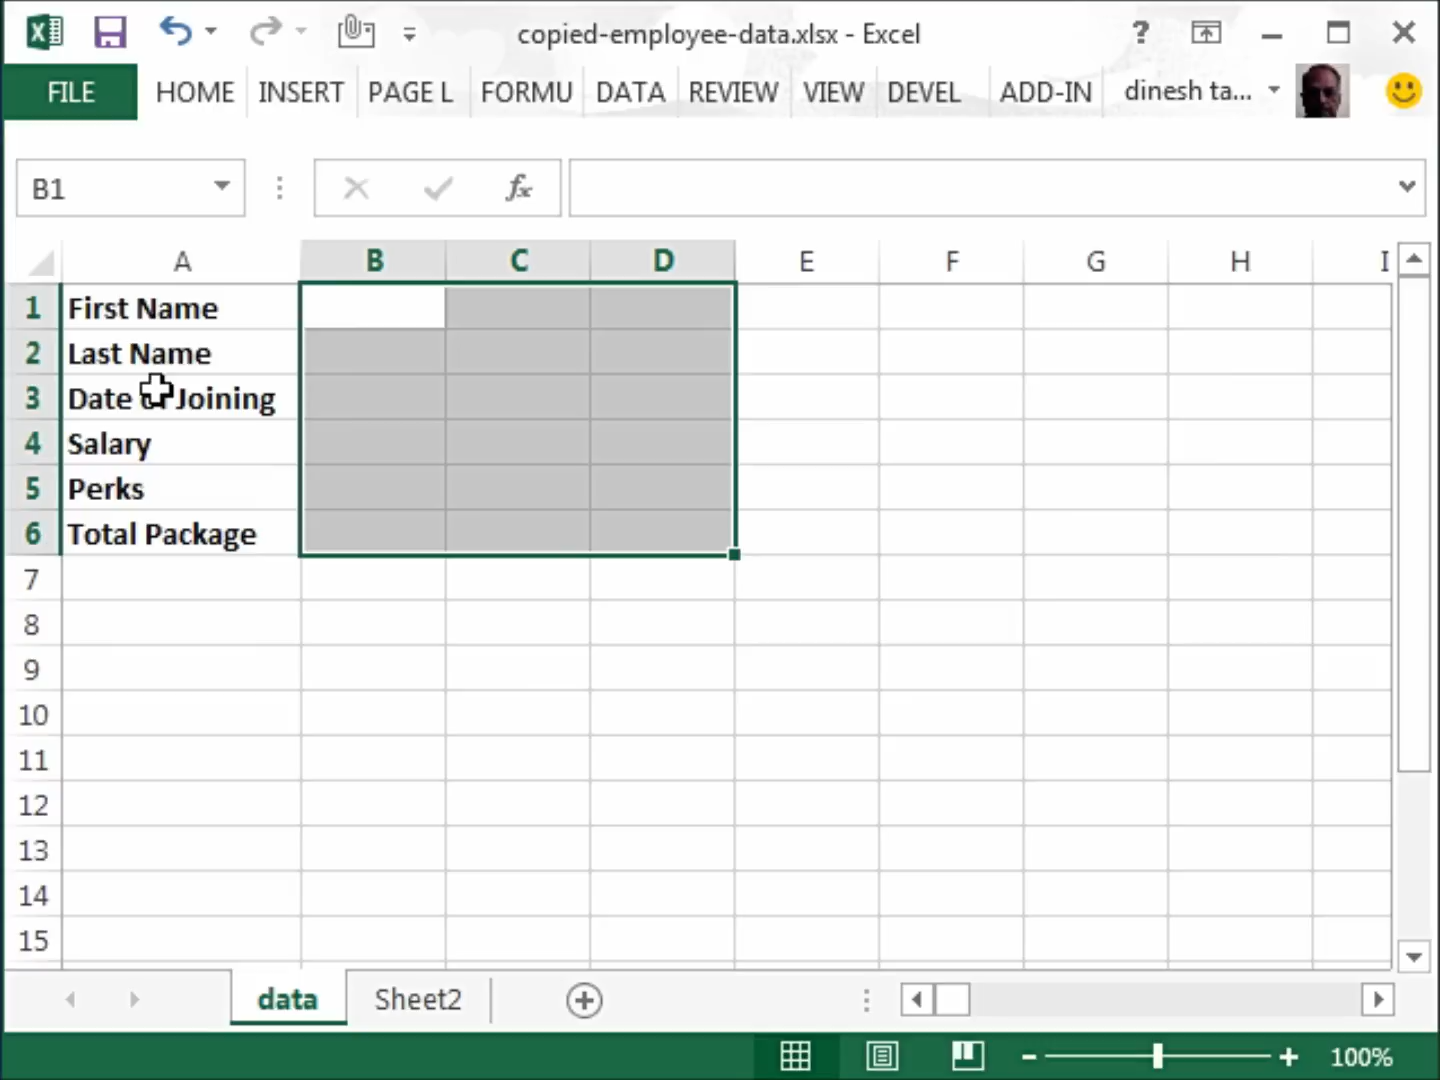 copied-employee-data.xlsx - Excel
?
FILE HOME INSERT PAGE L FORMU DATA REVIEW VIEW DEVEL ADD-IN dinesh ta...
B1 fx
A B C D E F G H I
1 First Name
2 Last Name
3 Date Joining
4 Salary
5 Perks
6 Total Package
7
8
9
10
11
12
13
14
15
data Sheet2
100%